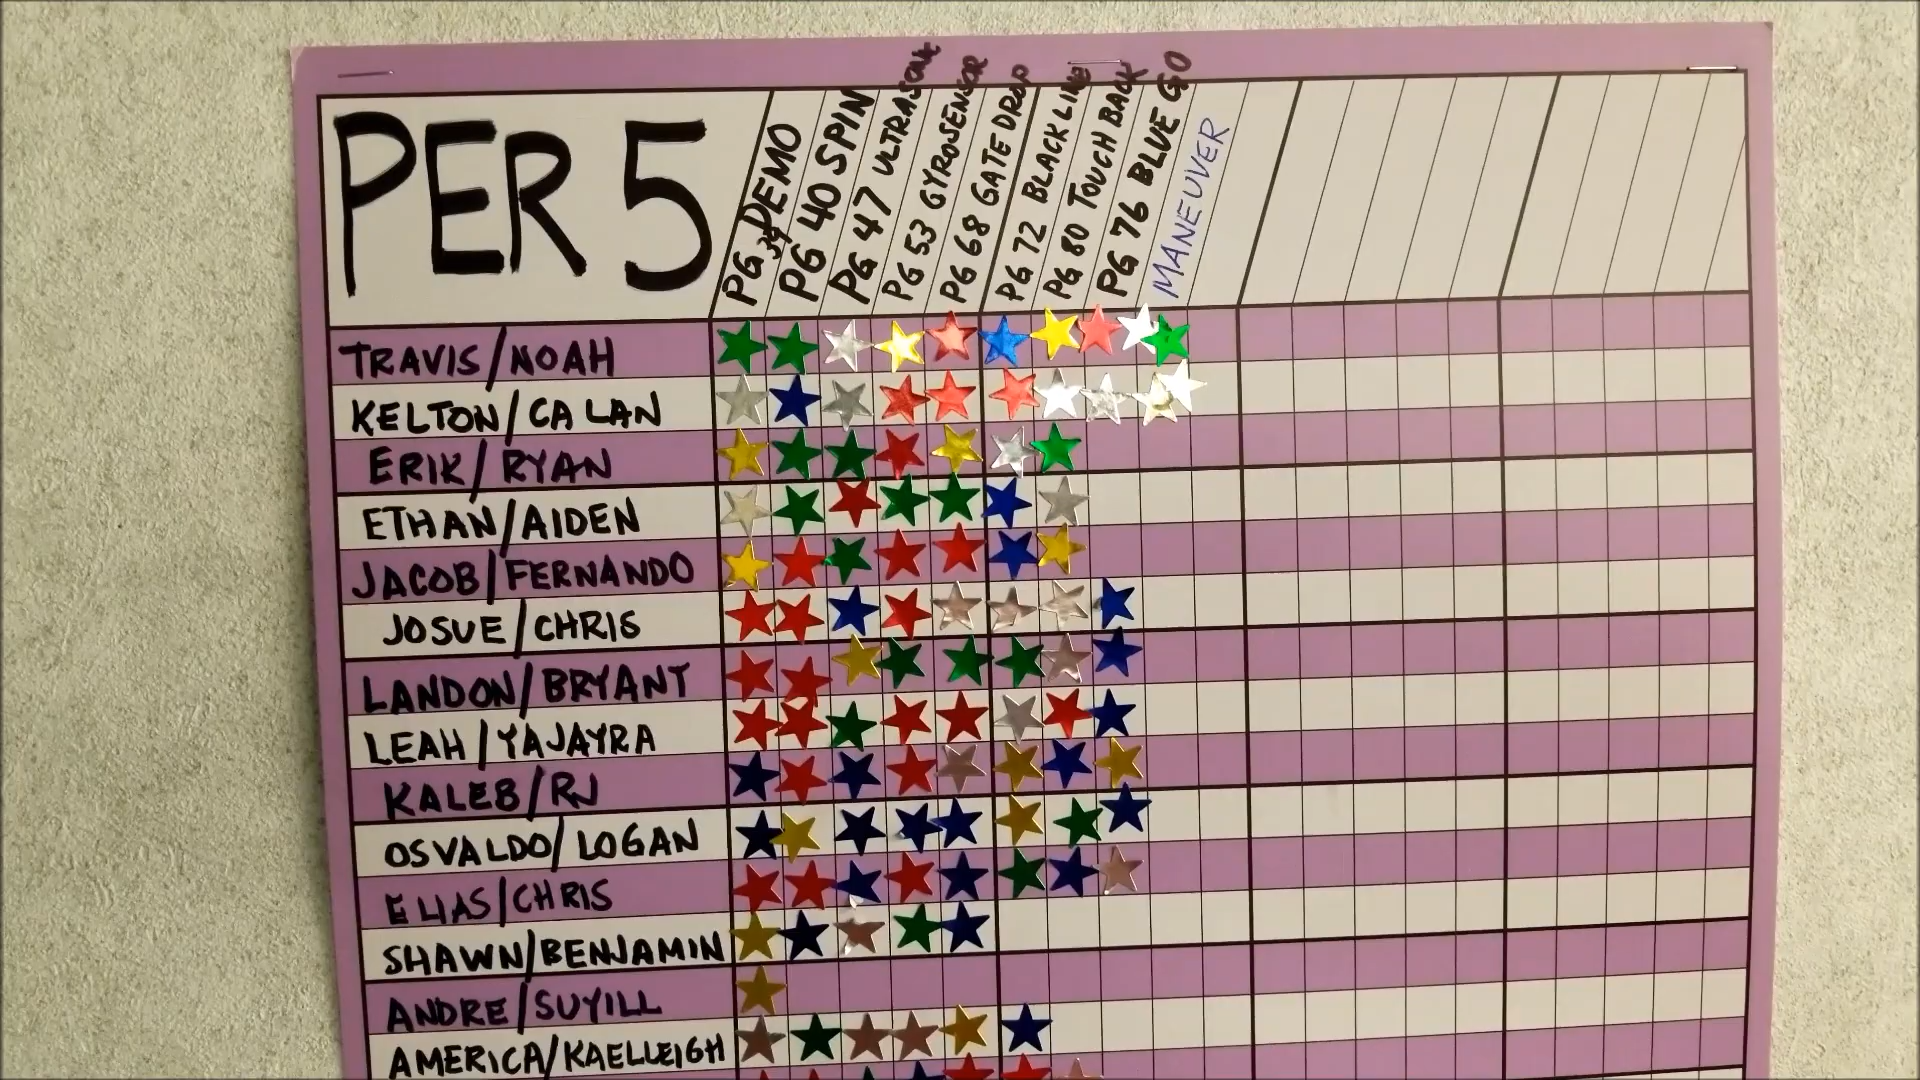 PER 5
PG 34 DEMO
PG 40 SPIN
PG 47 ULTRASONIC
PG 53 GYROSENSOR
PG 68 GATE DROP
PG 72 BLACK LINE
PG 80 TOUCH BACK
PG 76 BLUE GO
MANEUVER
TRAVIS/NOAH
KELTON/CALAN
ERIK/RYAN
ETHAN/AIDEN
JACOB/FERNANDO
JOSUE/CHRIS
LANDON/BRYANT
LEAH/YAJAYRA
KALEB/RJ
OSVALDO/LOGAN
ELIAS/CHRIS
SHAWN/BENJAMIN
ANDRE/SUYILL
AMERICA/KAELLEIGH